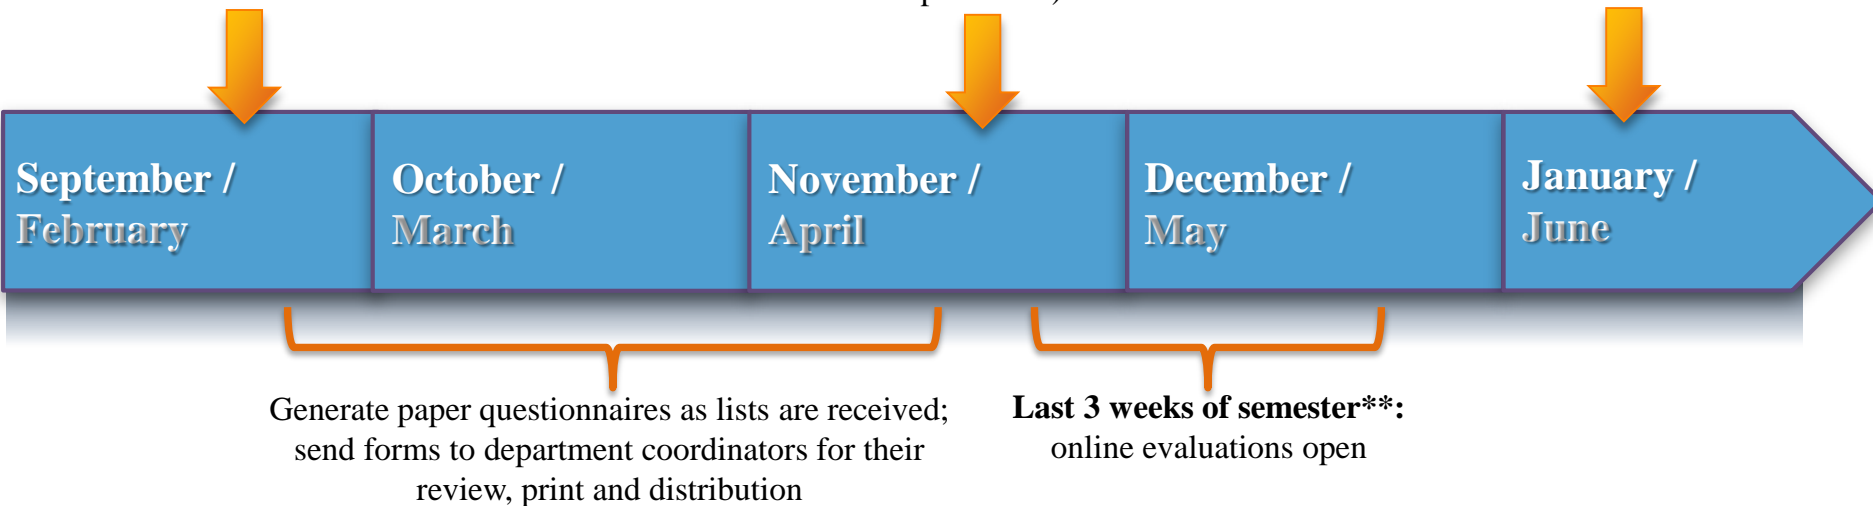 September /
February
October /
March
November /
April
December /
May
January /
June
Generate paper questionnaires as lists are received;
send forms to department coordinators for their
review, print and distribution
Last 3 weeks of semester**:
online evaluations open